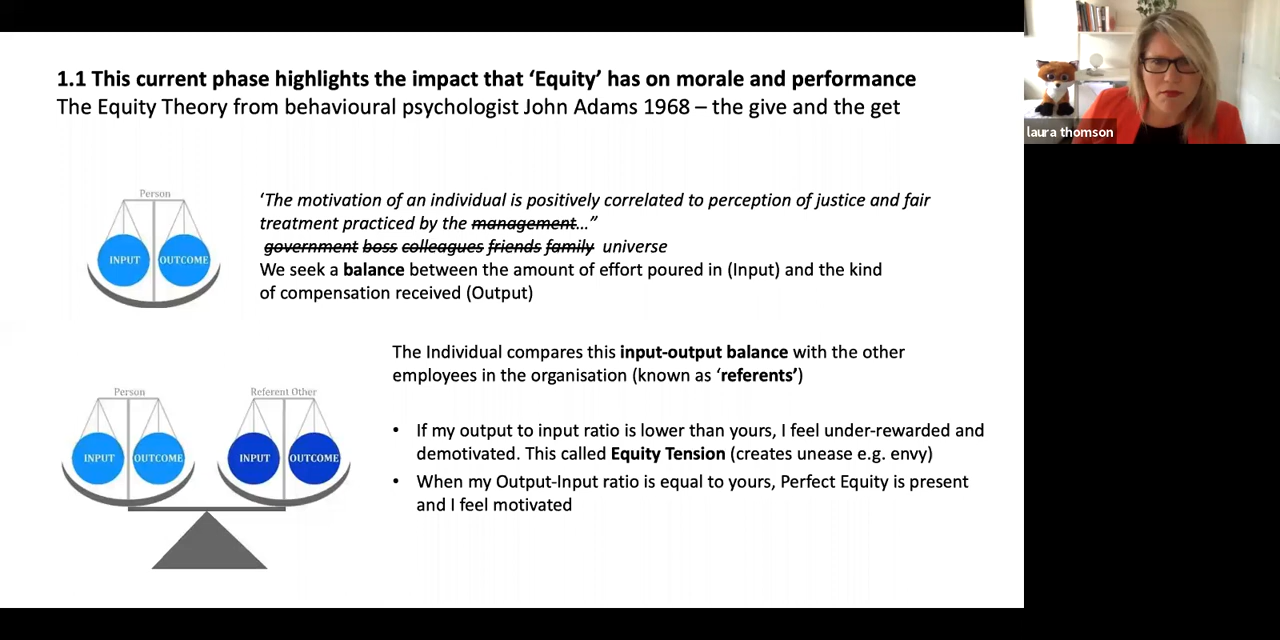 1.1 This current phase highlights the impact that ‘Equity’ has on morale and performance
The Equity Theory from behavioural psychologist John Adams 1968 – the give and the get
laura thomson
Person
INPUT OUTCOME
‘The motivation of an individual is positively correlated to perception of justice and fair
treatment practiced by the management…”
government boss colleagues friends family universe
We seek a balance between the amount of effort poured in (Input) and the kind
of compensation received (Output)
The Individual compares this input-output balance with the other
employees in the organisation (known as ‘referents’)
Person Referent Other
INPUT OUTCOME INPUT OUTCOME
• If my output to input ratio is lower than yours, I feel under-rewarded and
demotivated. This called Equity Tension (creates unease e.g. envy)
• When my Output-Input ratio is equal to yours, Perfect Equity is present
and I feel motivated